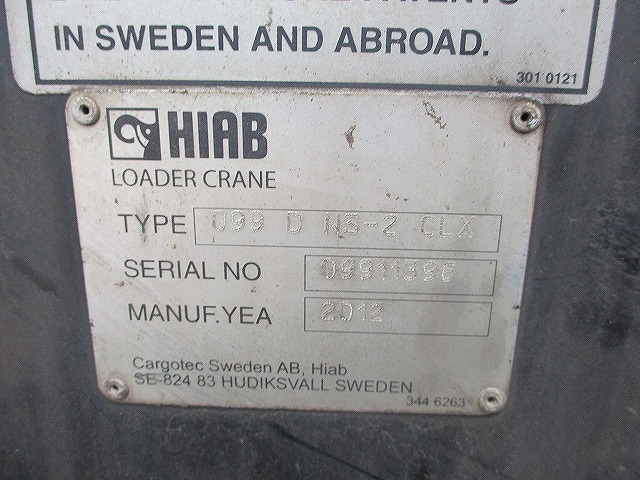 IN SWEDEN AND ABROAD.
301 0121
HIAB
LOADER CRANE
TYPE 099 D NS-2 CLX
SERIAL NO 09911396
MANUF.YEA 2012
Cargotec Sweden AB, Hiab
SE-824 83 HUDIKSVALL SWEDEN
344 6263